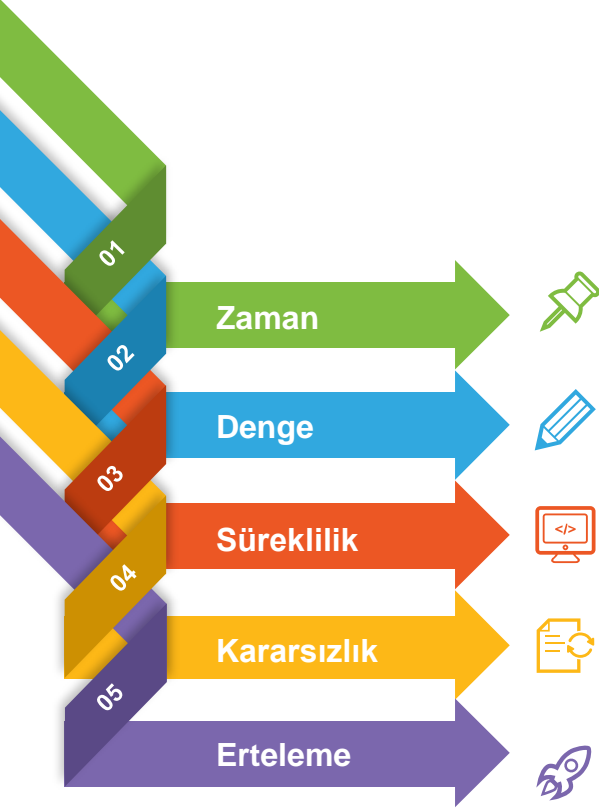 01
Zaman
02
Denge
03
</>
Süreklilik
04
Kararsızlık
05
Erteleme